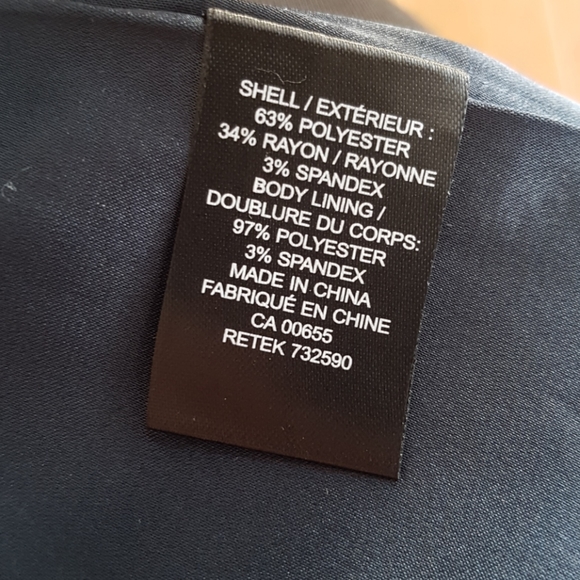 SHELL / EXTÉRIEUR :
63% POLYESTER
34% RAYON / RAYONNE
3% SPANDEX
BODY LINING /
DOUBLURE DU CORPS:
97% POLYESTER
3% SPANDEX
MADE IN CHINA
FABRIQUÉ EN CHINE
CA 00655
RETEK 732590